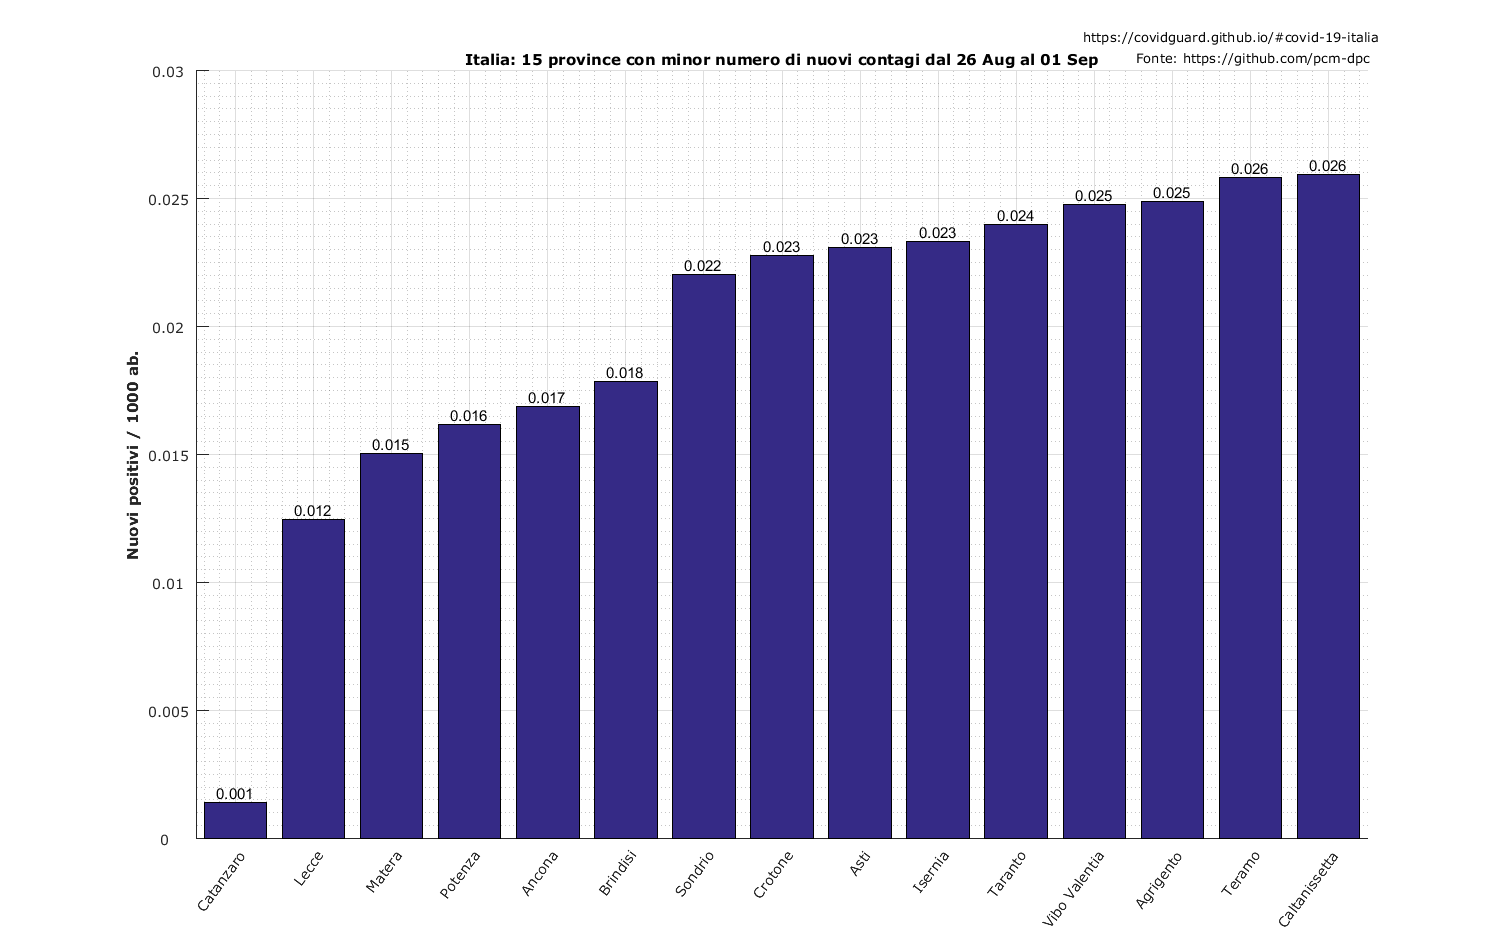 https://covidguard.github.io/#covid-19-italia
Italia: 15 province con minor numero di nuovi contagi dal 26 Aug al 01 Sep
Fonte: https://github.com/pcm-dpc
Nuovi positivi / 1000 ab.
0.03
0.025
0.02
0.015
0.01
0.005
0
0.001
0.012
0.015
0.016
0.017
0.018
0.022
0.023
0.023
0.023
0.024
0.025
0.025
0.026
0.026
Catanzaro
Lecce
Matera
Potenza
Ancona
Brindisi
Sondrio
Crotone
Asti
Isernia
Taranto
Vibo Valentia
Agrigento
Teramo
Caltanissetta